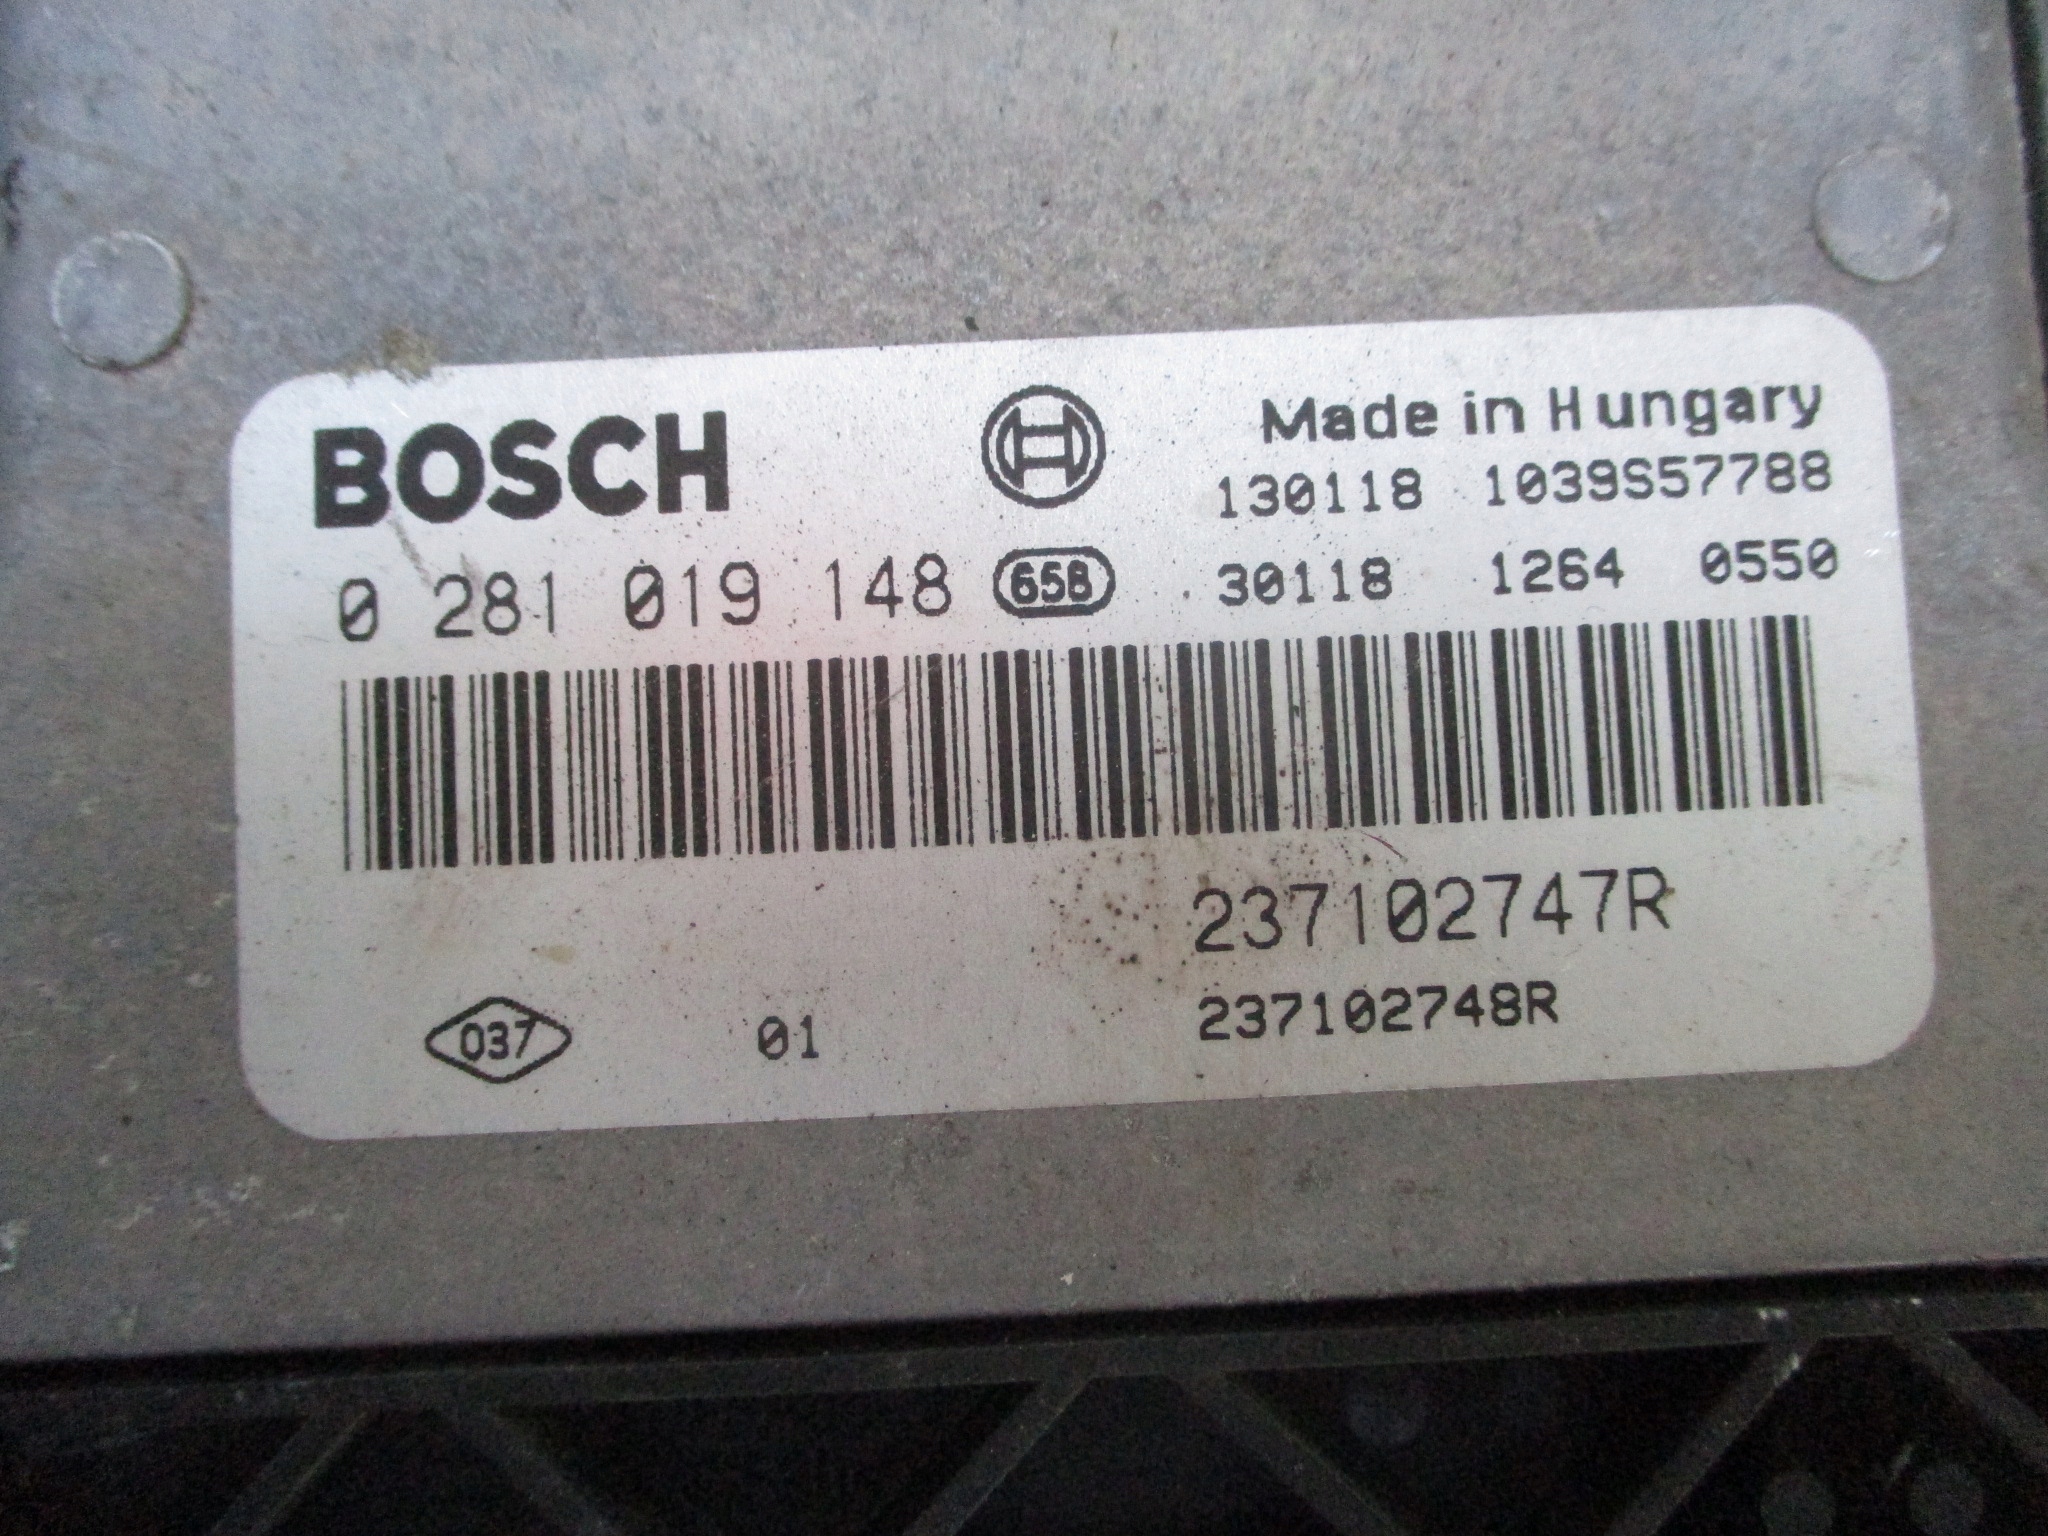 BOSCH
Made in Hungary
130118 1039S57788
0 281 019 148 658 30118 1264 0550
237102747R
037 01 237102748R